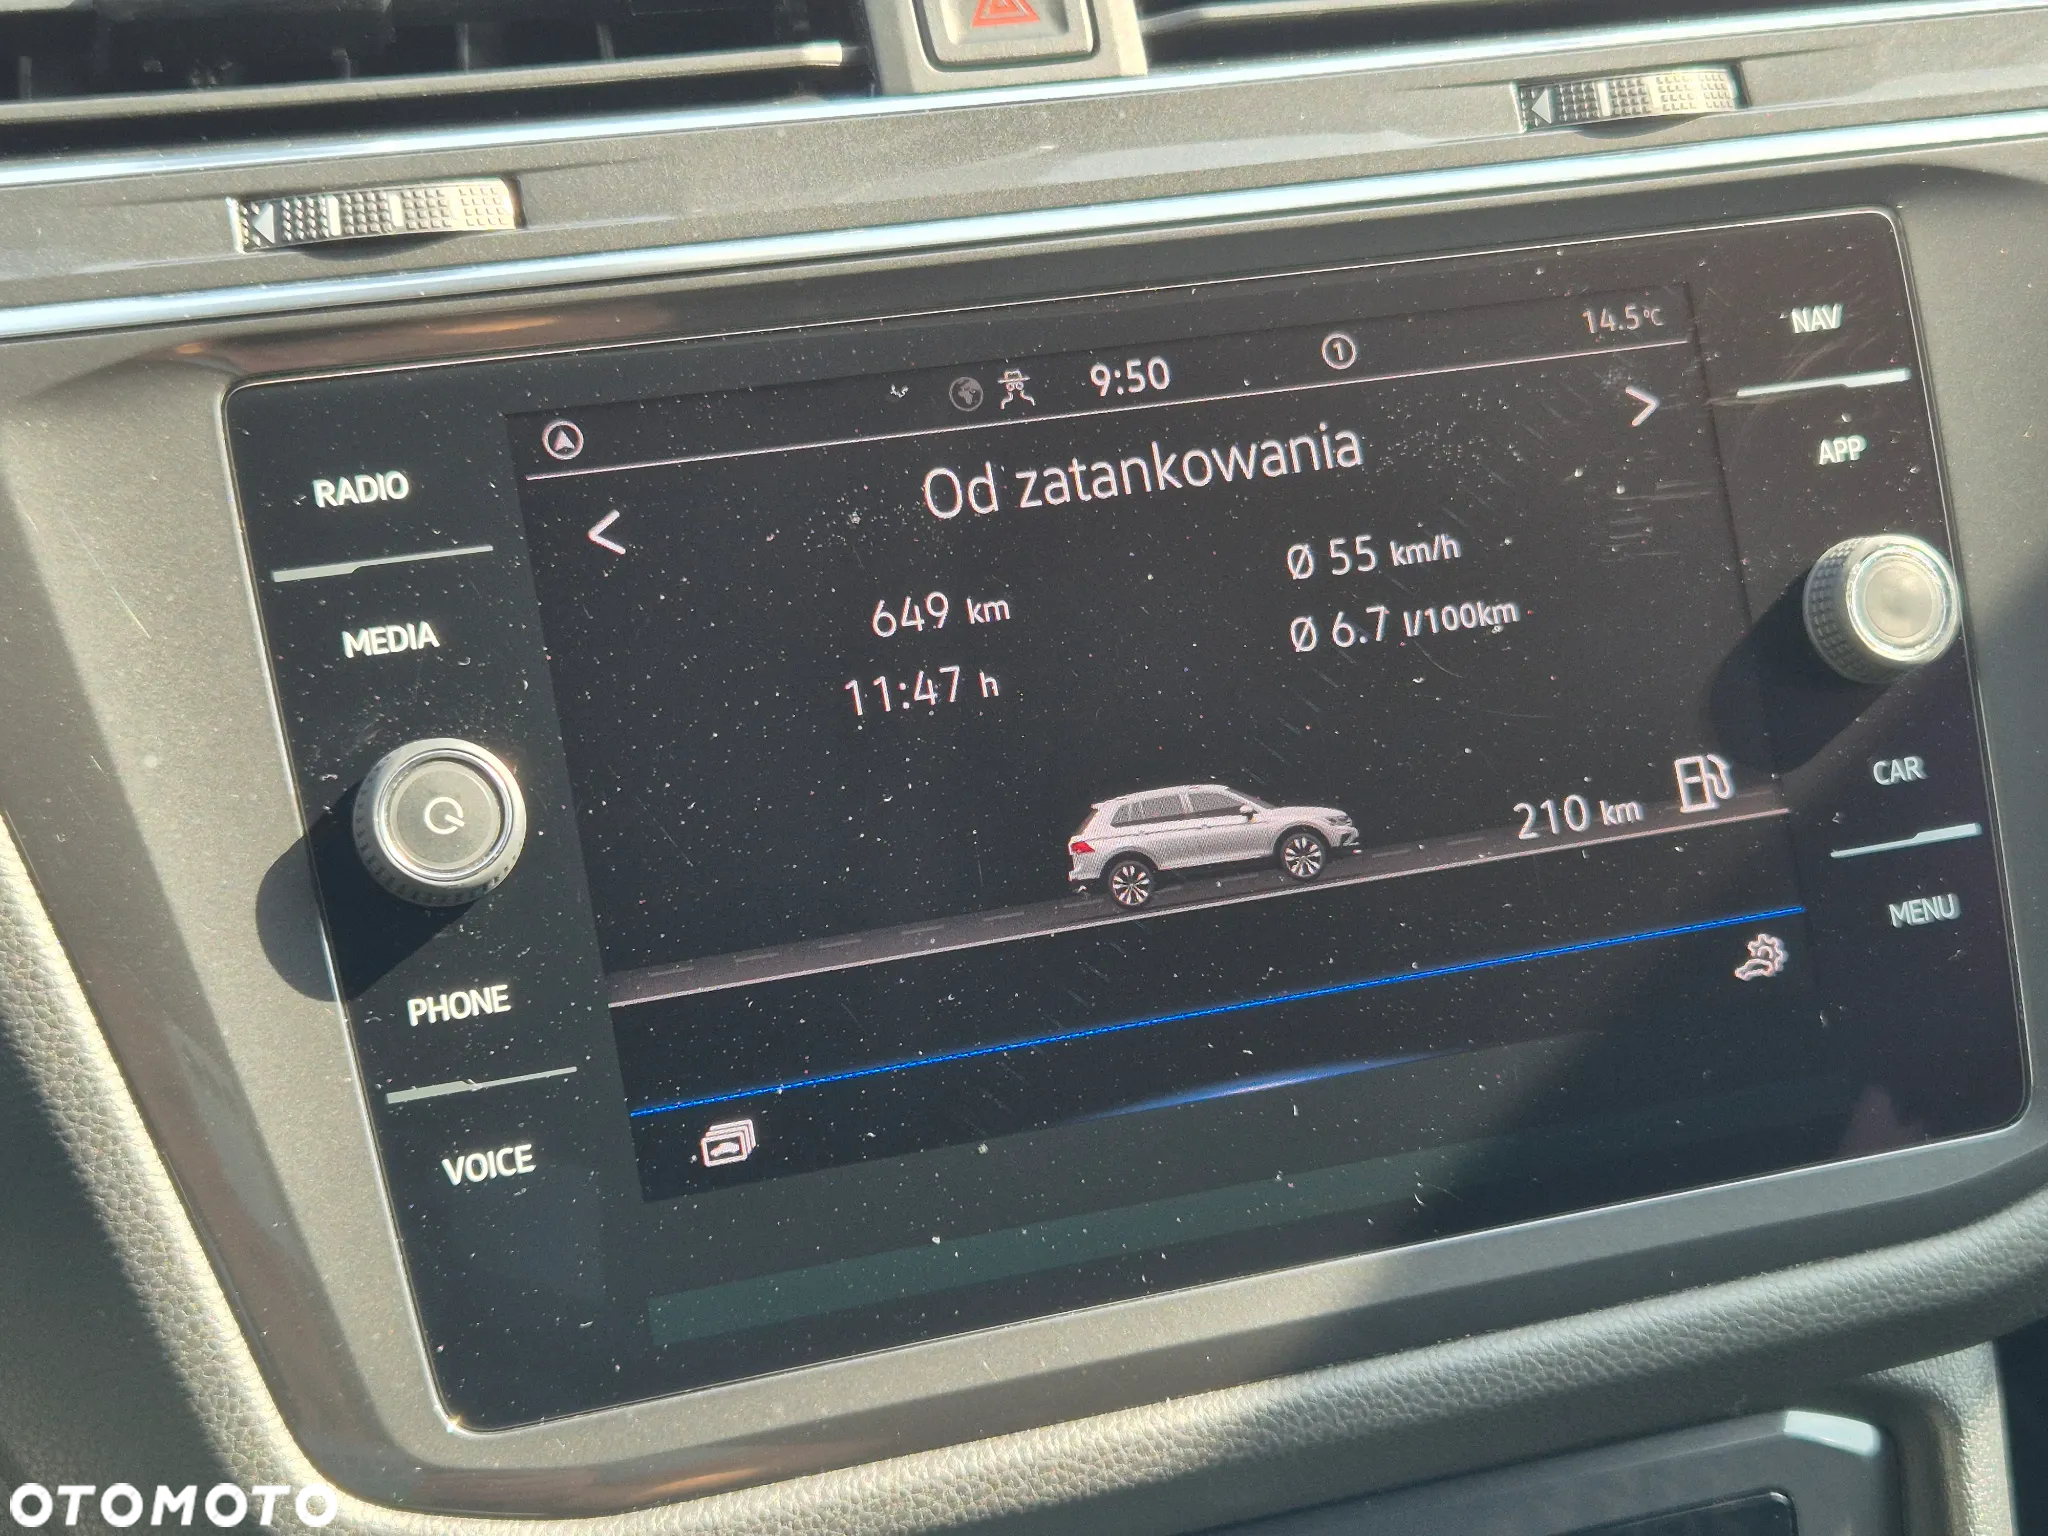 14.5°C
9:50
1
NAV
RADIO
Od zatankowania
APP
MEDIA
649 km
Ø 55 km/h
11:47 h
Ø 6.7 l/100km
210 km
CAR
PHONE
MENU
VOICE
OTOMOTO